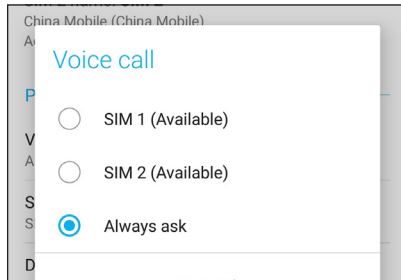 China Mobile (China Mobile)
Voice call
SIM 1 (Available)
SIM 2 (Available)
Always ask